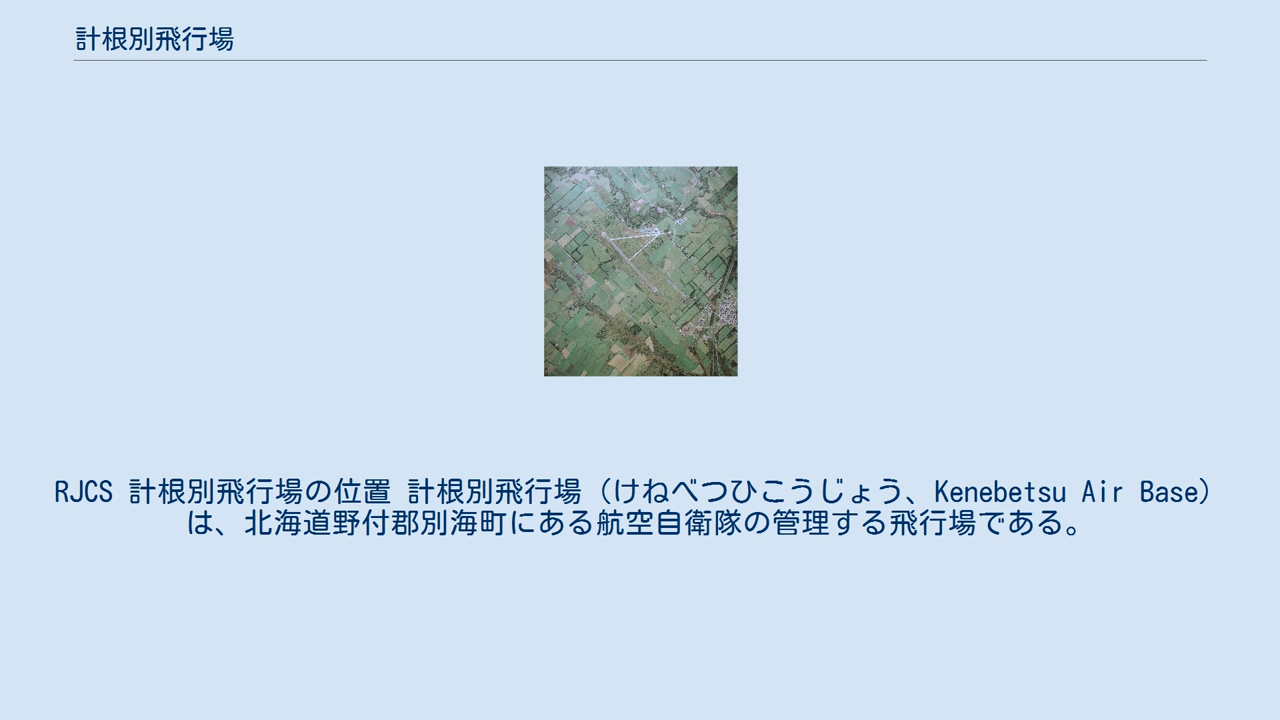 計根別飛行場
RJCS 計根別飛行場の位置 計根別飛行場（けねべつひこうじょう、Kenebetsu Air Base）
は、北海道野付郡別海町にある航空自衛隊の管理する飛行場である。